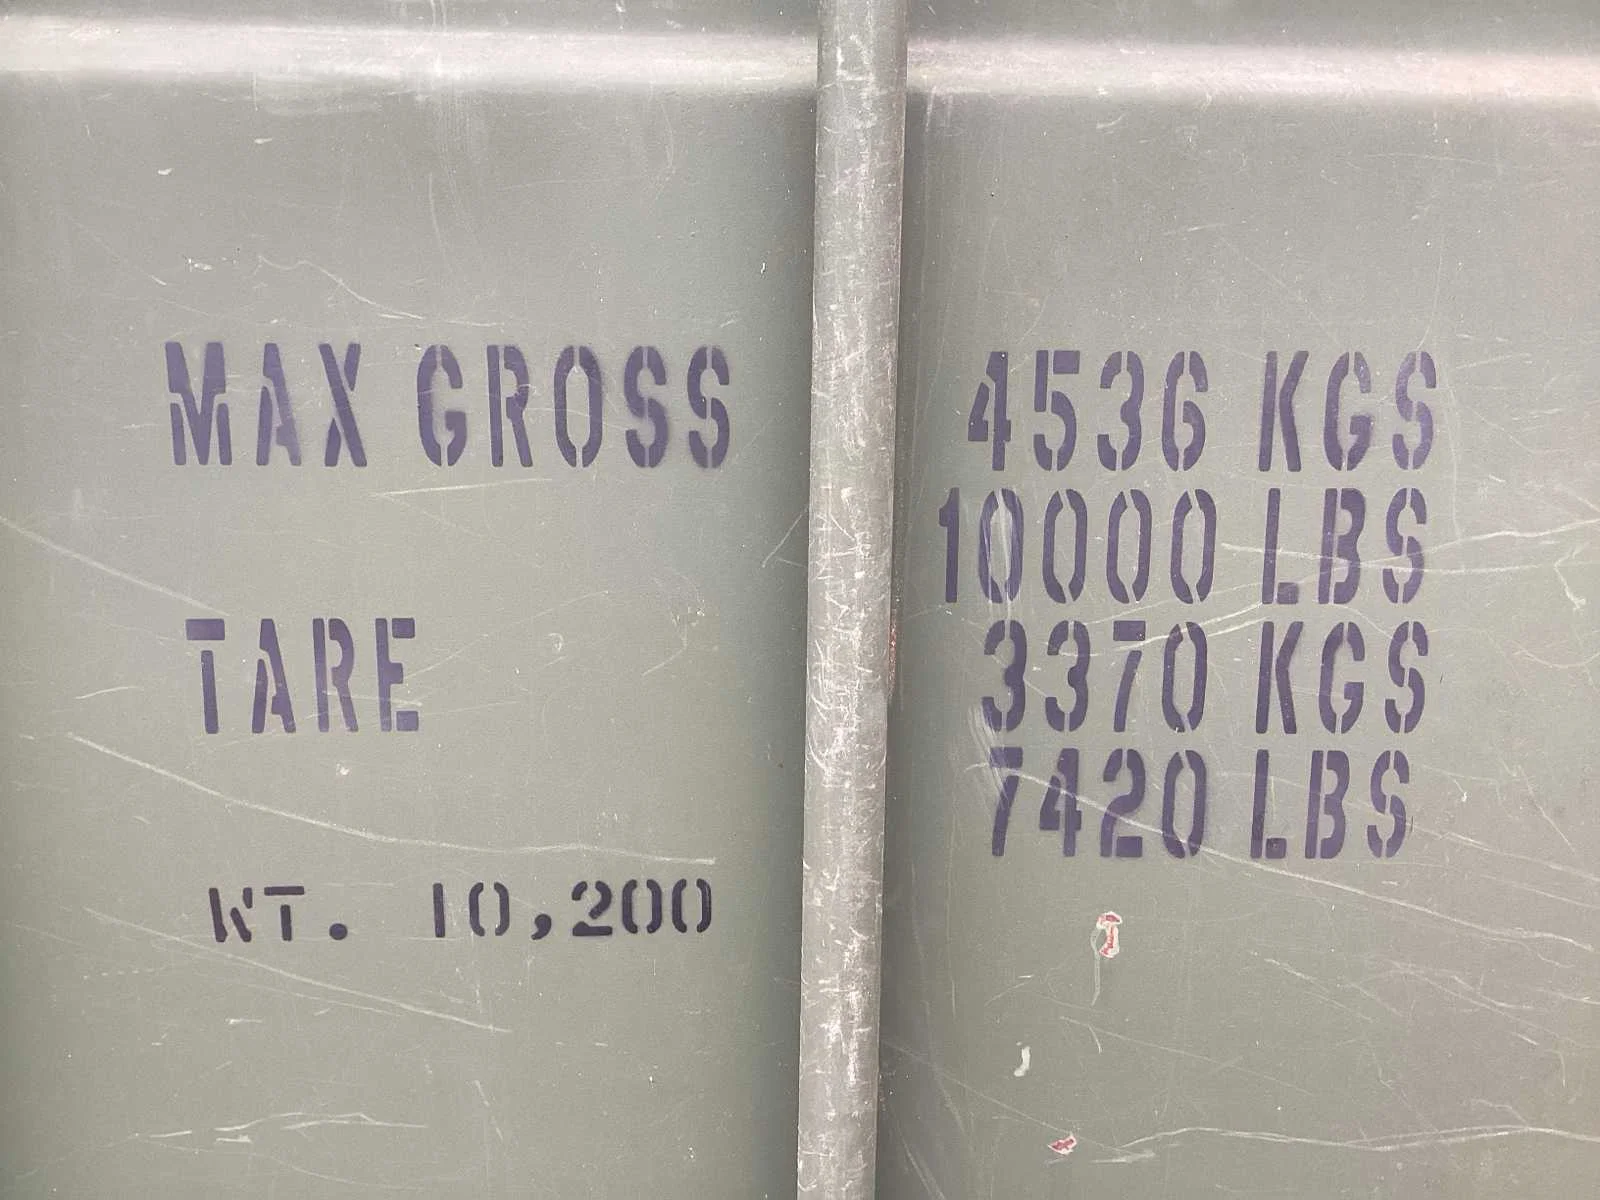 MAX GROSS 4536 KGS
10000 LBS
TARE 3370 KGS
7420 LBS
WT. 10,200